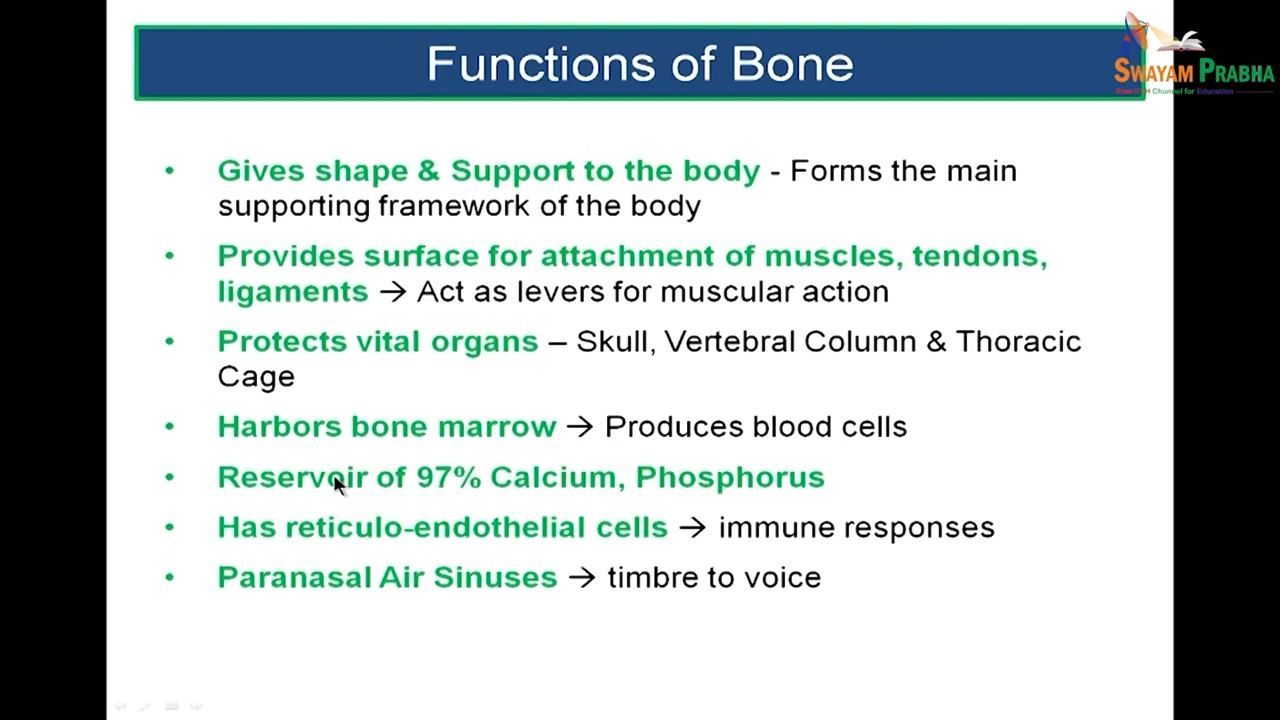 Functions of Bone
SWAYAM PRABHA
• Gives shape & Support to the body - Forms the main
supporting framework of the body
• Provides surface for attachment of muscles, tendons,
ligaments → Act as levers for muscular action
• Protects vital organs – Skull, Vertebral Column & Thoracic
Cage
• Harbors bone marrow → Produces blood cells
• Reservoir of 97% Calcium, Phosphorus
• Has reticulo-endothelial cells → immune responses
• Paranasal Air Sinuses → timbre to voice